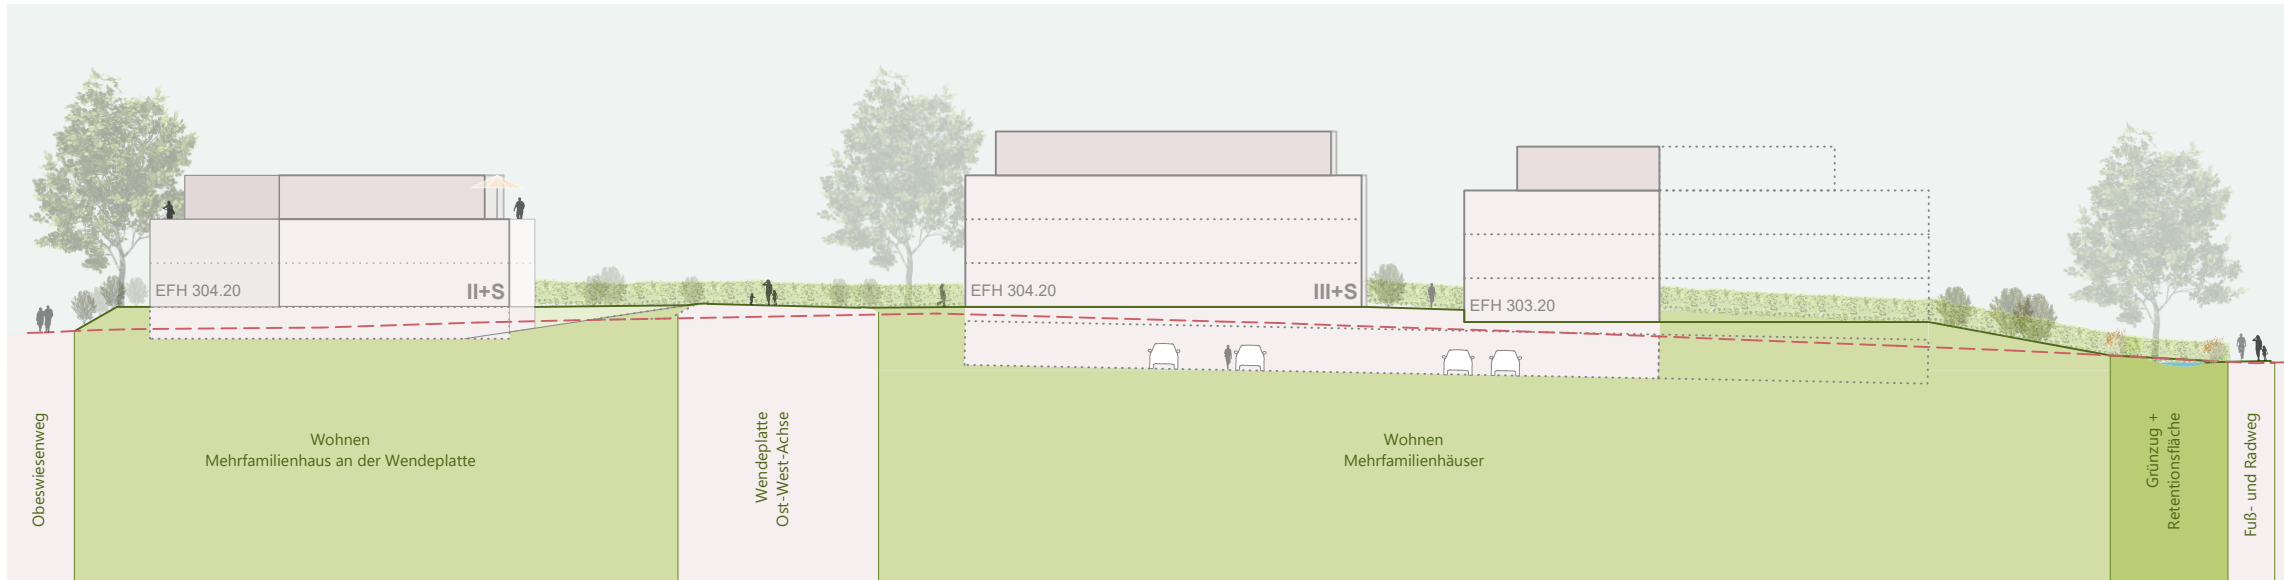 EFH 304.20
II+S
EFH 304.20
III+S
EFH 303.20
Obeswiesenweg
Wohnen
Mehrfamilienhaus an der Wendeplatte
Wendeplatte
Ost-West-Achse
Wohnen
Mehrfamilienhäuser
Grünzug +
Retentionsfläche
Fuß- und Radweg